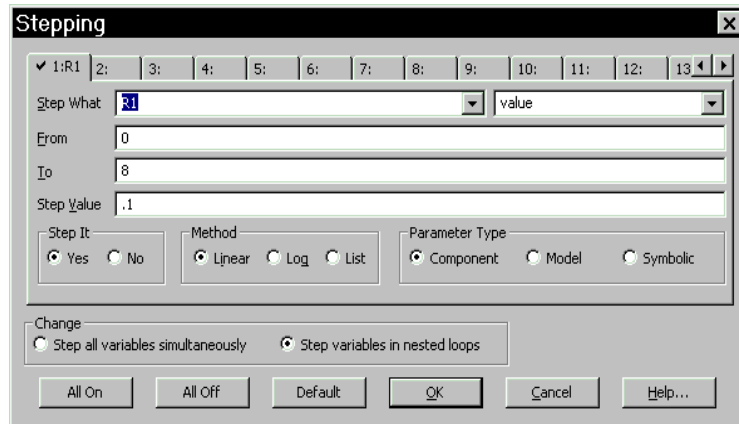 Stepping
1:R1 2: 3: 4: 5: 6: 7: 8: 9: 10: 11: 12: 13
Step What R1 value
From 0
To 8
Step Value .1
Step It Method Parameter Type
Yes No Linear Log List Component Model Symbolic
Change
Step all variables simultaneously Step variables in nested loops
All On All Off Default OK Cancel Help...